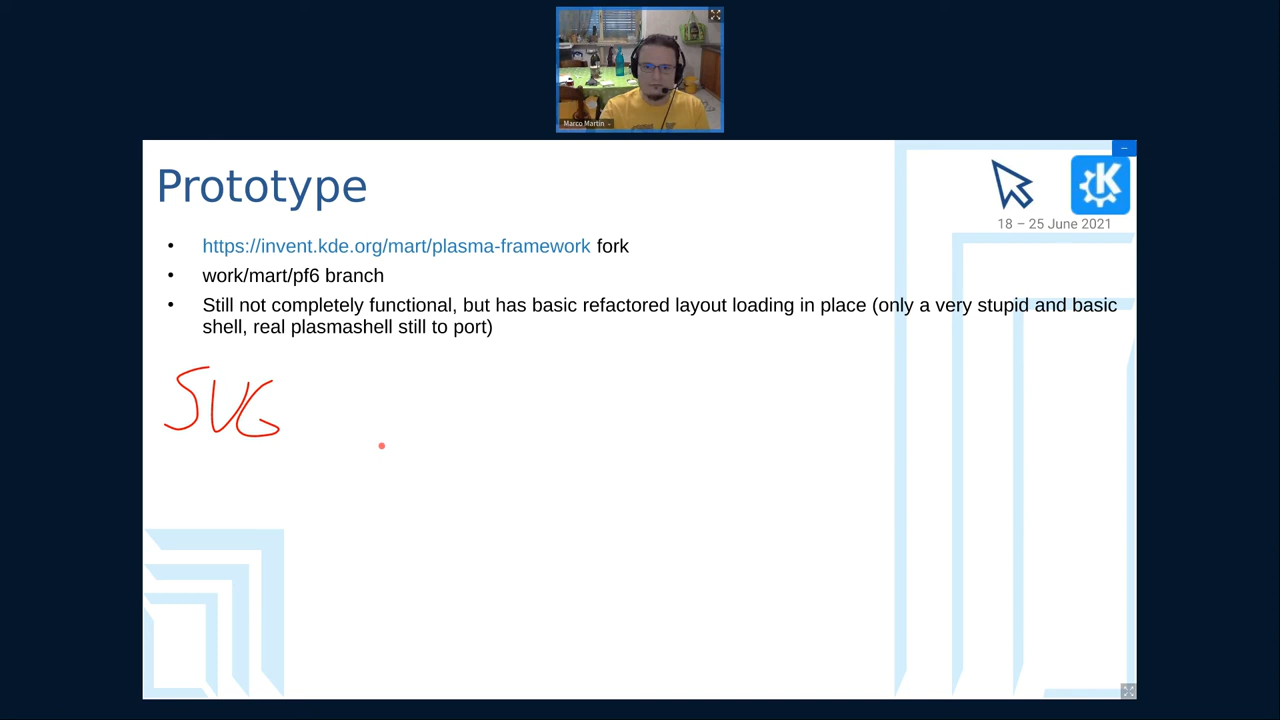 Marco Martin
Prototype
18 – 25 June 2021
https://invent.kde.org/mart/plasma-framework fork
work/mart/pf6 branch
Still not completely functional, but has basic refactored layout loading in place (only a very stupid and basic
shell, real plasmashell still to port)
SVG